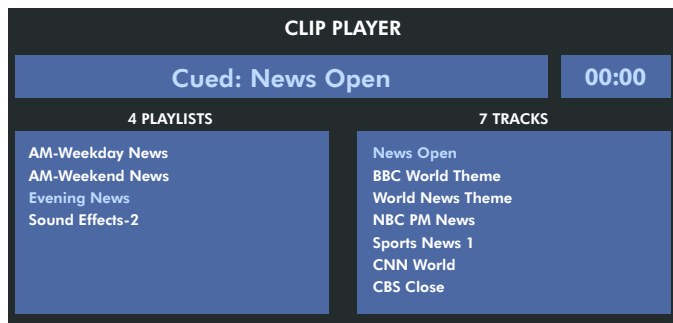 CLIP PLAYER
Cued: News Open
00:00
4 PLAYLISTS
AM-Weekday News
AM-Weekend News
Evening News
Sound Effects-2
7 TRACKS
News Open
BBC World Theme
World News Theme
NBC PM News
Sports News 1
CNN World
CBS Close